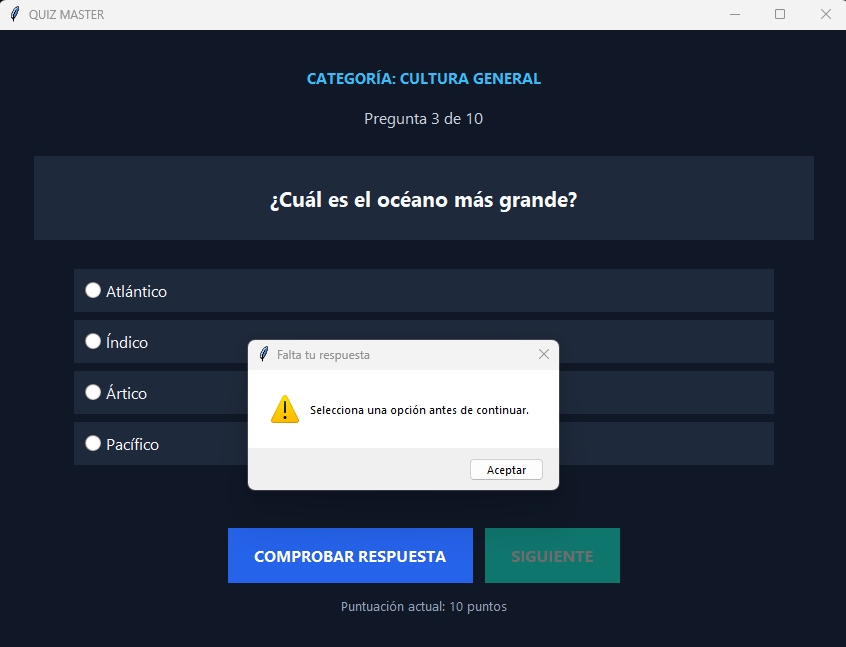 QUIZ MASTER
CATEGORÍA: CULTURA GENERAL
Pregunta 3 de 10
¿Cuál es el océano más grande?
Atlántico
Índico
Ártico
Pacífico
Falta tu respuesta
Selecciona una opción antes de continuar.
Aceptar
COMPROBAR RESPUESTA
SIGUIENTE
Puntuación actual: 10 puntos